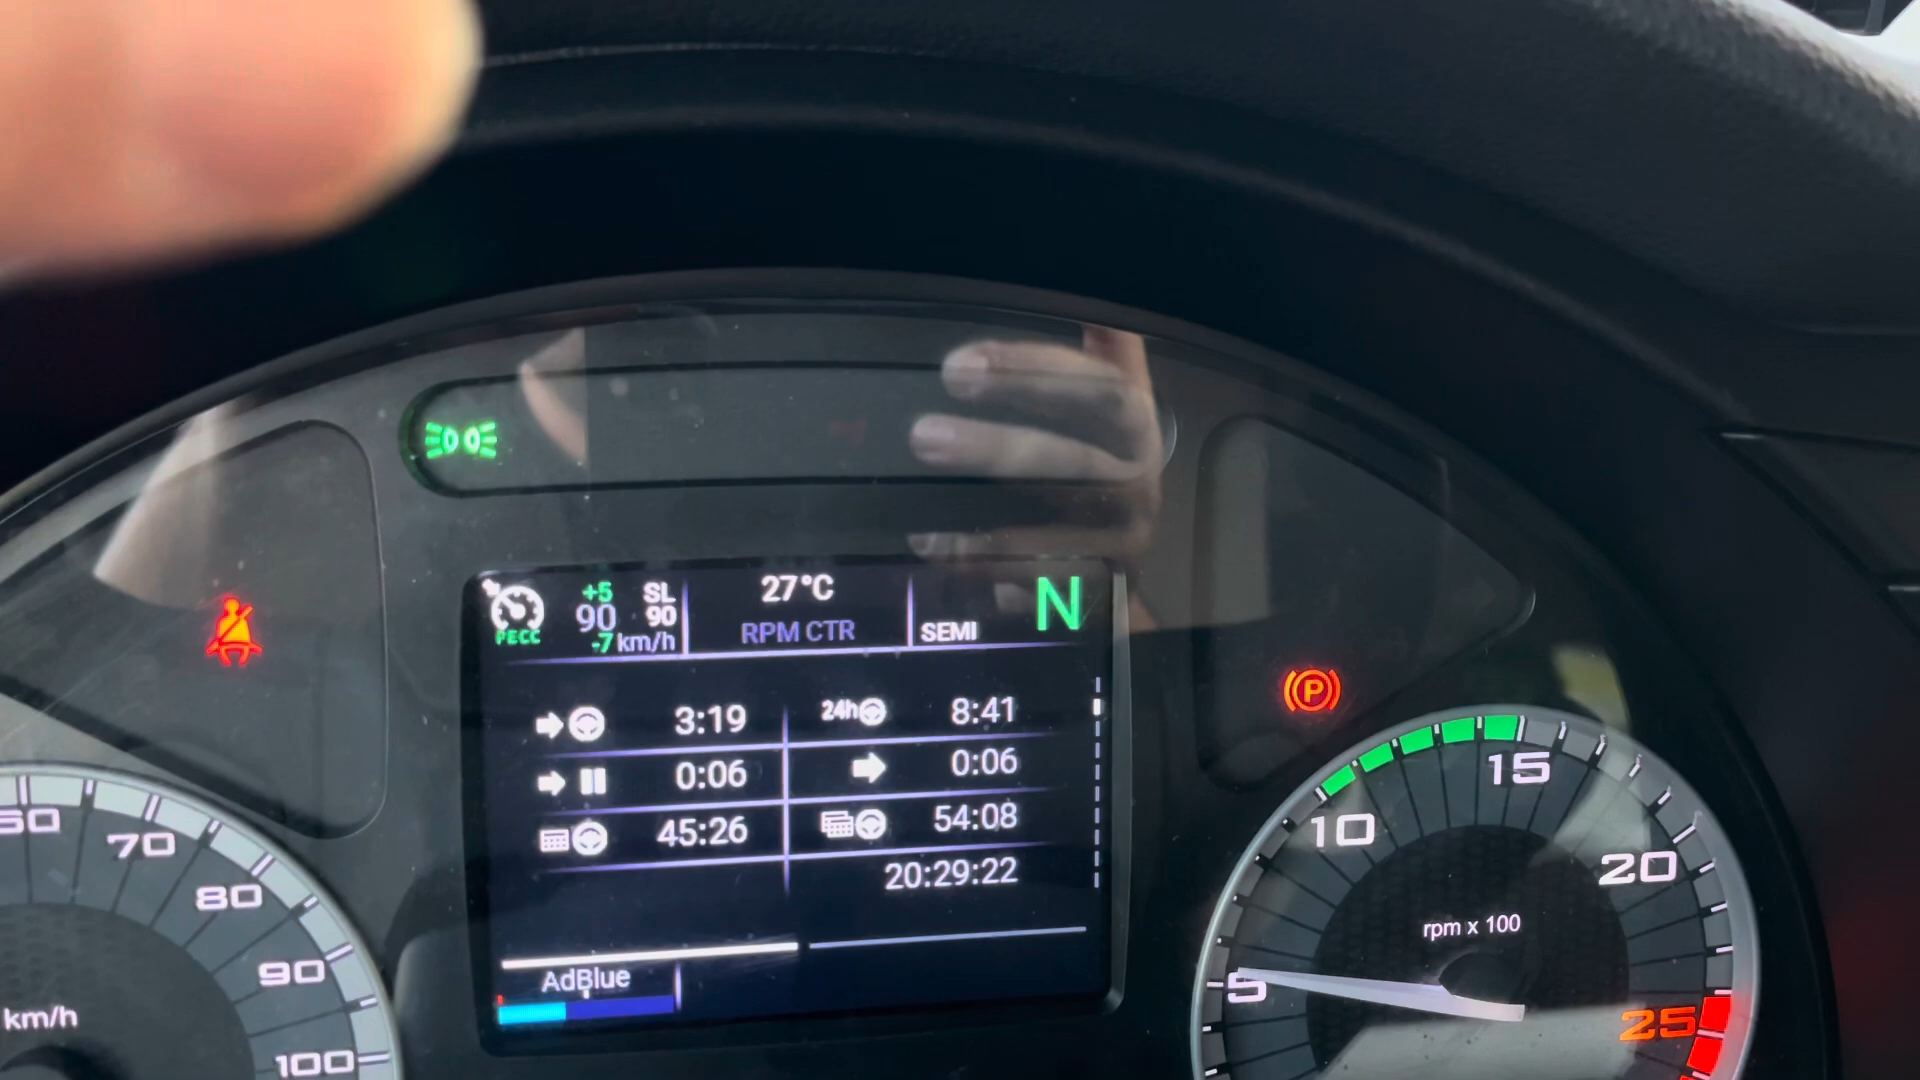 +5 SL
90 90
PECC -7 km/h
27°C
RPM CTR
SEMI N
3:19 24h 8:41
0:06 0:06
45:26 54:08
20:29:22
AdBlue
70
80
90
100
km/h
P
5
10
15
20
25
rpm x 100